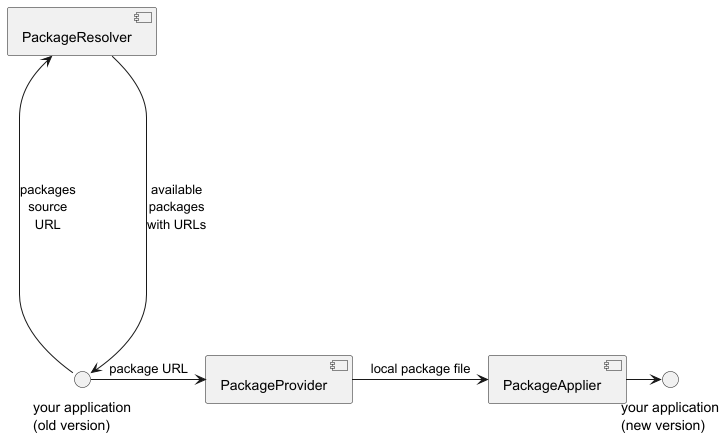 PackageResolver
packages
source
URL
available
packages
with URLs
package URL
local package file
PackageProvider
PackageApplier
your application
(old version)
your application
(new version)